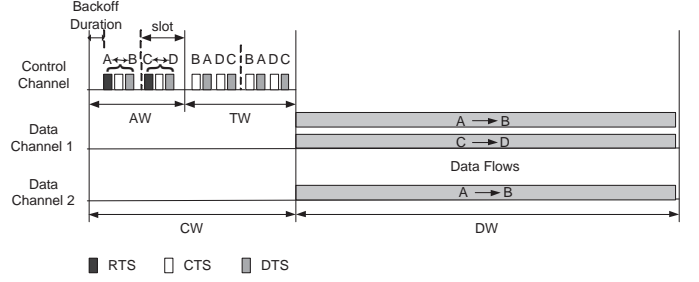 Backoff
Duration
slot
A↔B C↔D B A D C B A D C
Control
Channel
AW TW
A → B
Data
Channel 1
C → D
Data Flows
Data
Channel 2
A → B
CW DW
RTS CTS DTS